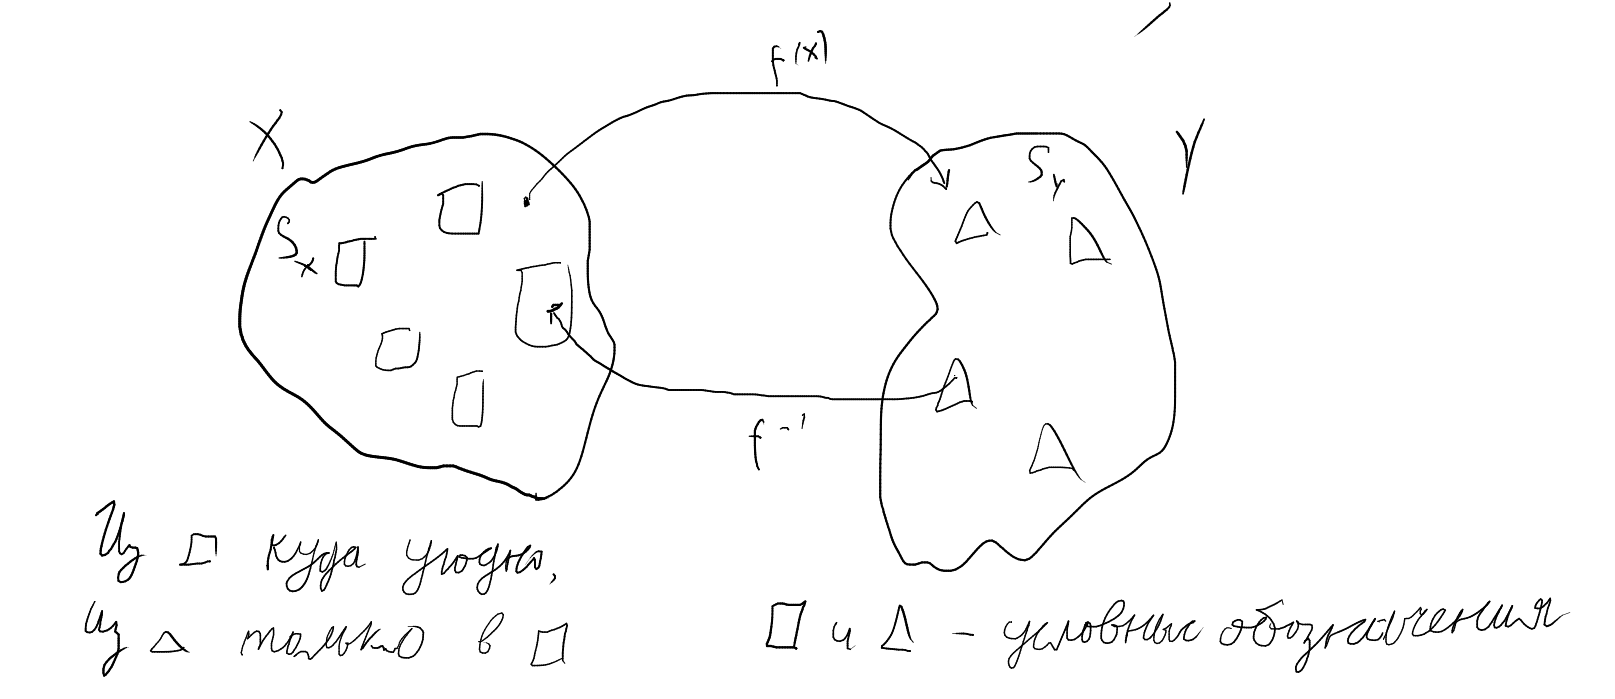 f(x)
X
Y
S_x
S_Y
f^-1
Из □ куда угодно,
из △ только в □
□ и △ – условные обозначения